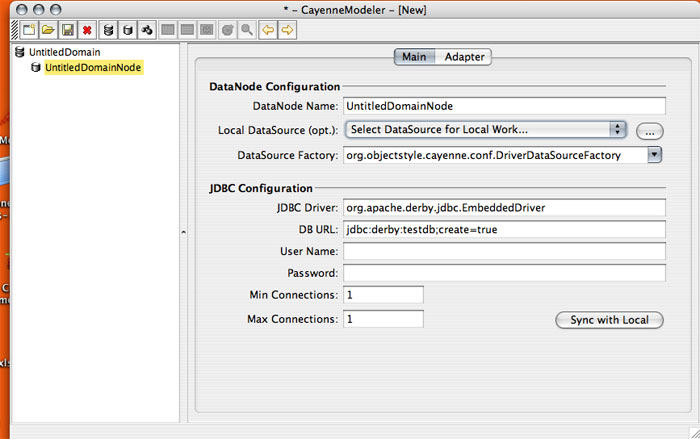 * - CayenneModeler - [New]
UntitledDomain
UntitledDomainNode
Main Adapter
DataNode Configuration
DataNode Name: UntitledDomainNode
Local DataSource (opt.): Select DataSource for Local Work... ...
DataSource Factory: org.objectstyle.cayenne.conf.DriverDataSourceFactory
JDBC Configuration
JDBC Driver: org.apache.derby.jdbc.EmbeddedDriver
DB URL: jdbc:derby:testdb;create=true
User Name:
Password:
Min Connections: 1
Max Connections: 1 Sync with Local